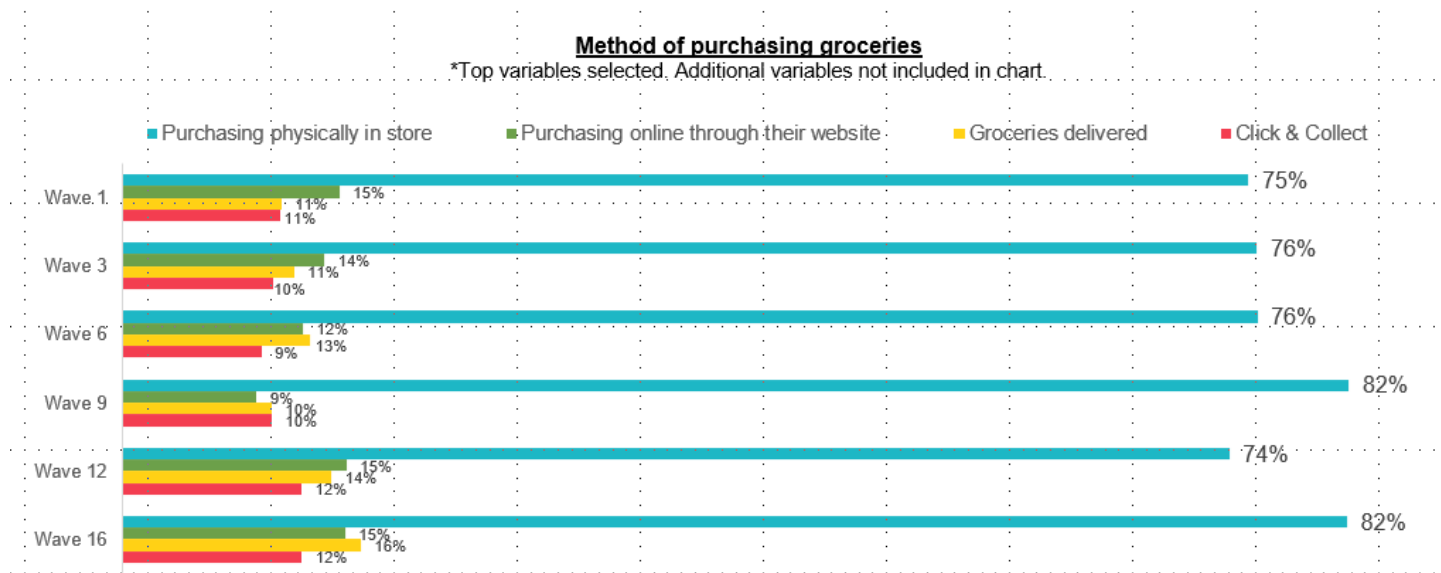 Method of purchasing groceries
*Top variables selected. Additional variables not included in chart.
Purchasing physically in store Purchasing online through their website Groceries delivered Click & Collect
Wave 1
75%
15%
11%
11%
Wave 3
76%
14%
11%
10%
Wave 6
76%
12%
13%
9%
Wave 9
82%
9%
10%
10%
Wave 12
74%
15%
14%
12%
Wave 16
82%
15%
16%
12%